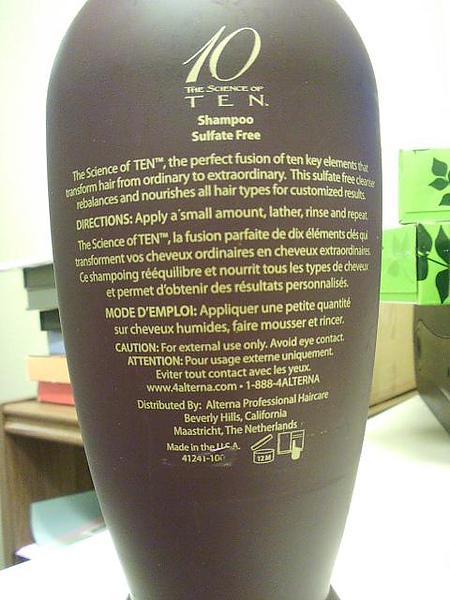 10
THE SCIENCE OF
TEN™
Shampoo
Sulfate Free
The Science of TEN™, the perfect fusion of ten key elements that
transform hair from ordinary to extraordinary. This sulfate free cleanser
rebalances and nourishes all hair types for customized results.
DIRECTIONS: Apply a small amount, lather, rinse and repeat.
The Science of TEN™, la fusion parfaite de dix éléments clés qui
transforment vos cheveux ordinaires en cheveux extraordinaires.
Ce shampoing rééquilibre et nourrit tous les types de cheveux
et permet d'obtenir des résultats personnalisés.
MODE D'EMPLOI: Appliquer une petite quantité
sur cheveux humides, faire mousser et rincer.
CAUTION: For external use only. Avoid eye contact.
ATTENTION: Pour usage externe uniquement.
Eviter tout contact avec les yeux.
www.4alterna.com • 1-888-4ALTERNA
Distributed By: Alterna Professional Haircare
Beverly Hills, California
Maastricht, The Netherlands
Made in the U.S.A.
41241-100
12 M